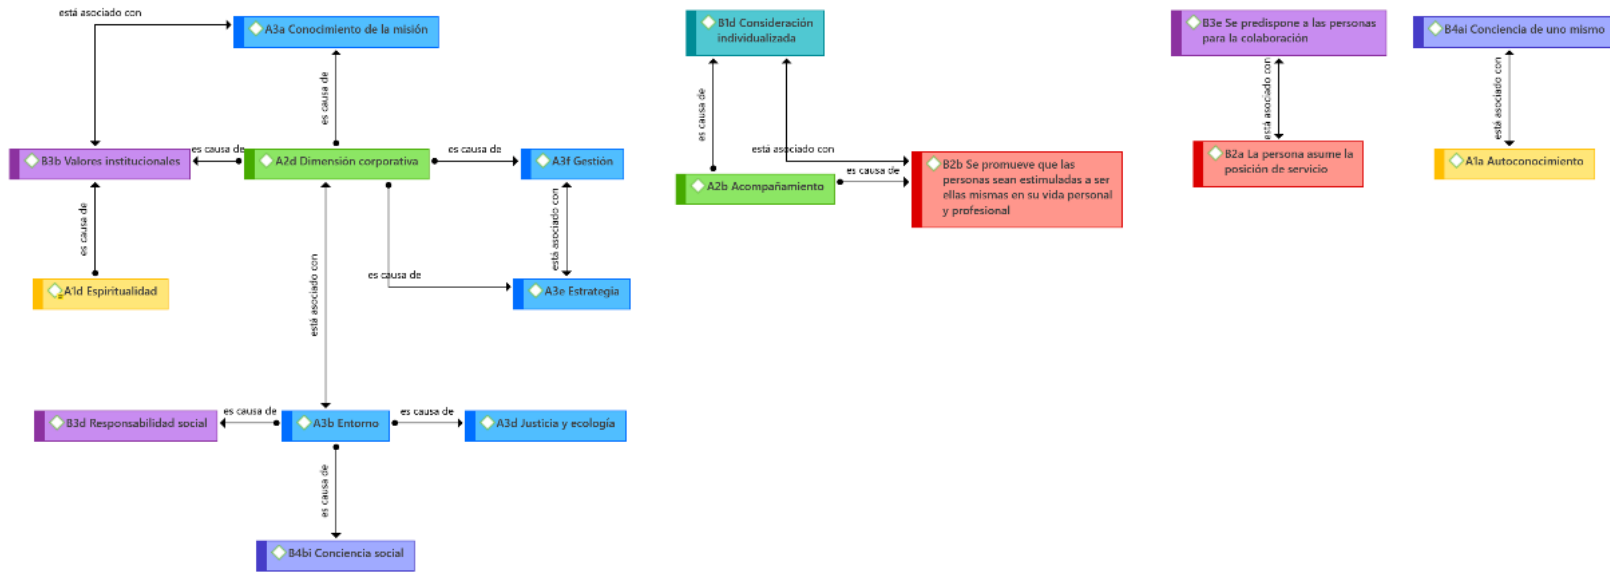 está asociado con
A3a Conocimiento de la misión
es causa de
B3b Valores institucionales
es causa de
A2d Dimensión corporativa
es causa de
A3f Gestión
es causa de
está asociado con
es causa de
A1d Espiritualidad
A3e Estrategia
está asociado con
B3d Responsabilidad social
es causa de
A3b Entorno
es causa de
A3d Justicia y ecología
es causa de
B4bi Conciencia social
B1d Consideración
individualizada
es causa de
está asociado con
A2b Acompañamiento
es causa de
B2b Se promueve que las
personas sean estimuladas a ser
ellas mismas en su vida personal
y profesional
B3e Se predispone a las personas
para la colaboración
está asociado con
B2a La persona asume la
posición de servicio
B4ai Conciencia de uno mismo
está asociado con
A1a Autoconocimiento